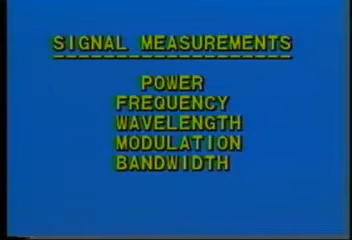 SIGNAL MEASUREMENTS
POWER
FREQUENCY
WAVELENGTH
MODULATION
BANDWIDTH